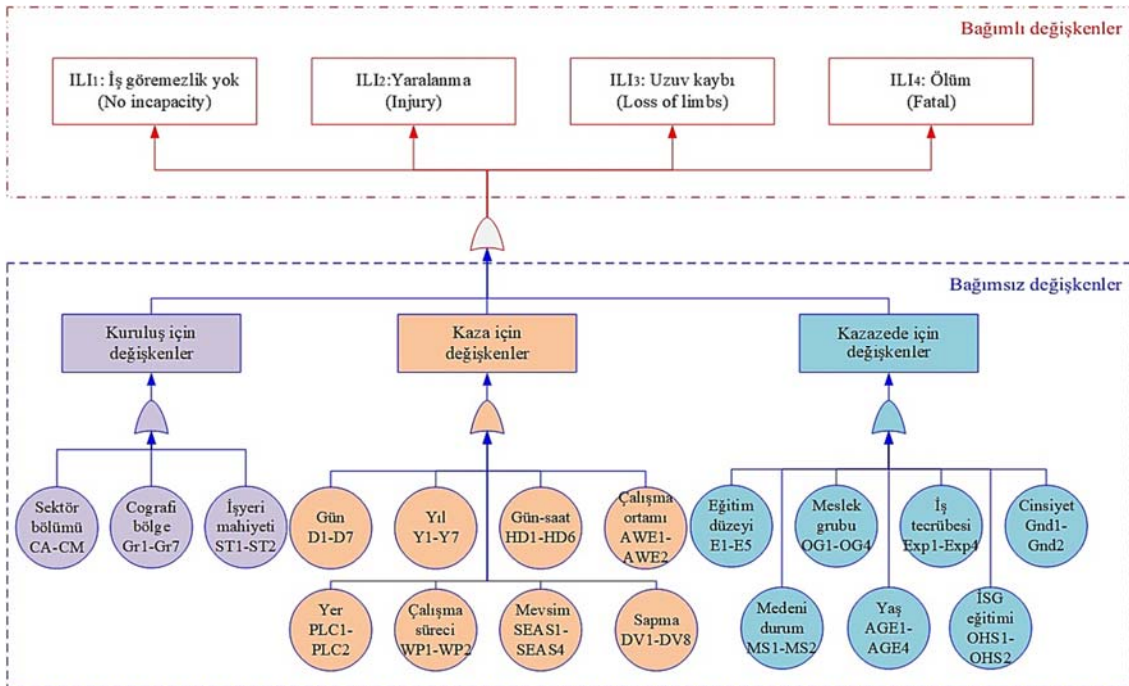 Bağımlı değişkenler
ILI1: İş göremezlik yok
(No incapacity)
ILI2:Yaralanma
(Injury)
ILI3: Uzuv kaybı
(Loss of limbs)
ILI4: Ölüm
(Fatal)
Bağımsız değişkenler
Kuruluş için
değişkenler
Kaza için
değişkenler
Kazazede için
değişkenler
Sektör
bölümü
CA-CM
Cografi
bölge
Gr1-Gr7
İşyeri
mahiyeti
ST1-ST2
Gün
D1-D7
Yıl
Y1-Y7
Gün-saat
HD1-HD6
Çalışma
ortamı
AWE1-
AWE2
Yer
PLC1-
PLC2
Çalışma
süreci
WP1-WP2
Mevsim
SEAS1-
SEAS4
Sapma
DV1-DV8
Eğitim
düzeyi
E1-E5
Meslek
grubu
OG1-OG4
İş
tecrübesi
Exp1-Exp4
Cinsiyet
Gnd1-
Gnd2
Medeni
durum
MS1-MS2
Yaş
AGE1-
AGE4
İSG
eğitimi
OHS1-
OHS2